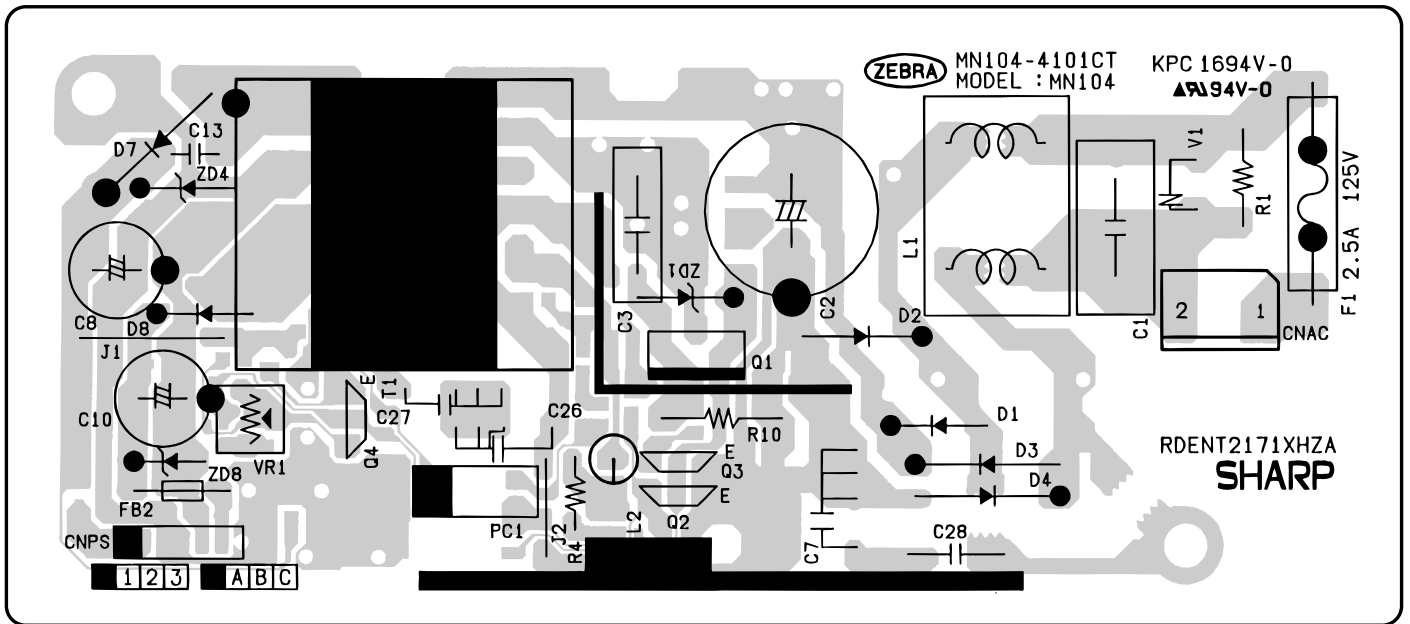 ZEBRA
MN104-4101CT
MODEL : MN104
KPC 1694V-0
94V-0
C13
D7
ZD4
V1
R1
F1 2.5A 125V
L1
ZD1
C8
D8
C3
C2
D2
C1
2 1
CNAC
J1
Q1
E
T1
C27
C26
C10
Q4
R10
D1
VR1
ZD8
E
Q3
D3
RDENT2171XHZA
SHARP
D4
E
FB2
PC1
J2
R4
L2
Q2
CNPS
C7
C28
1 2 3
A B C